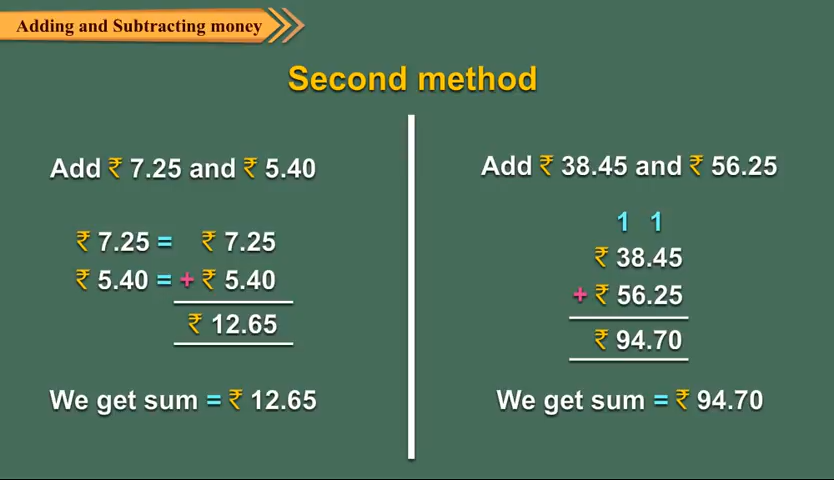 Adding and Subtracting money
Second method
Add ₹ 7.25 and ₹ 5.40
₹ 7.25 = ₹ 7.25
₹ 5.40 = + ₹ 5.40
₹ 12.65
We get sum = ₹ 12.65
Add ₹ 38.45 and ₹ 56.25
1 1
₹ 38.45
+ ₹ 56.25
₹ 94.70
We get sum = ₹ 94.70